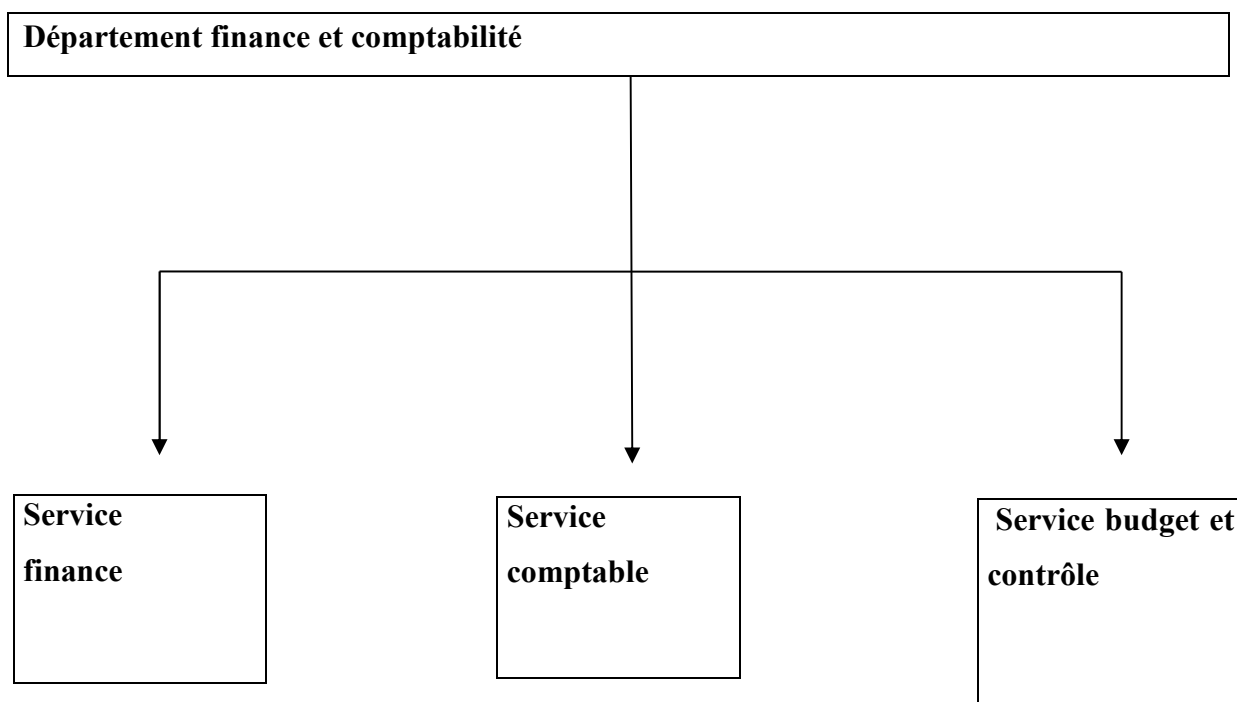 Département finance et comptabilité
Service
finance
Service
comptable
Service budget et
contrôle